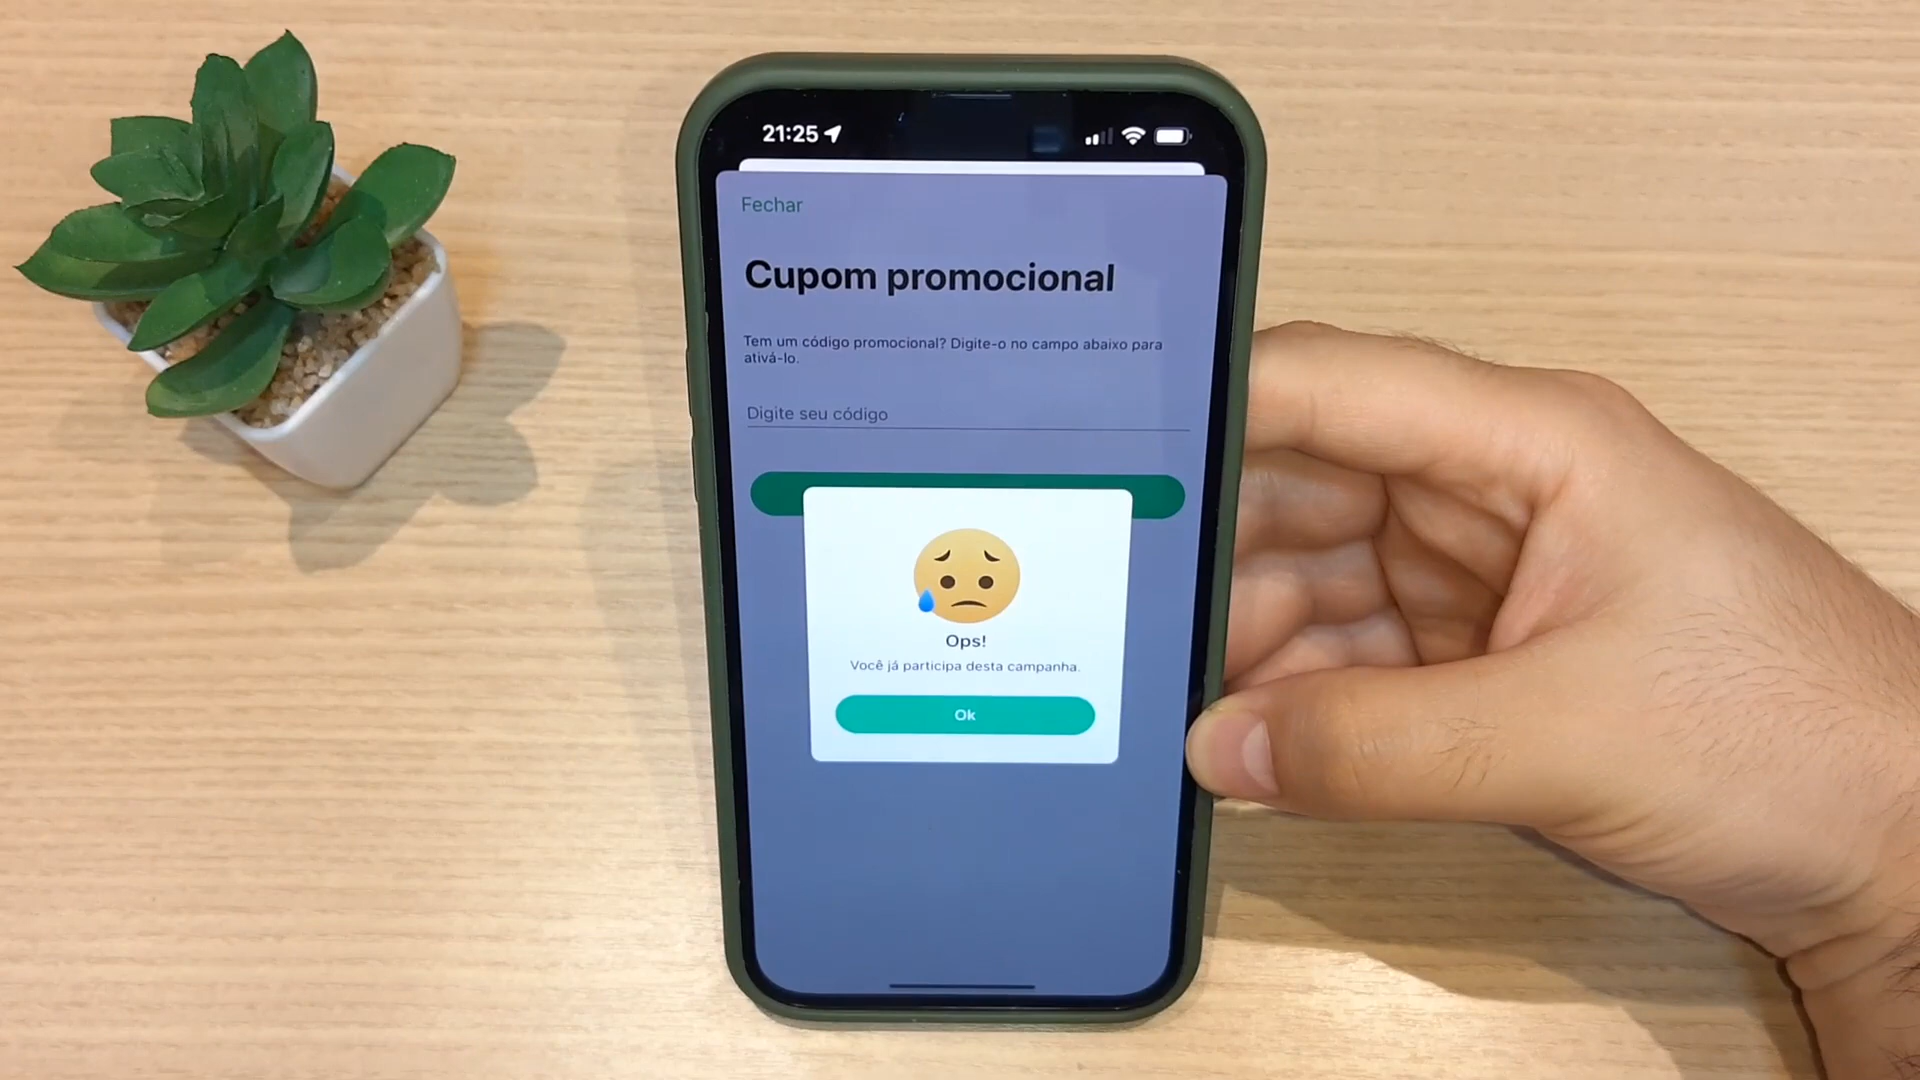 21:25
Fechar
Cupom promocional
Tem um código promocional? Digite-o no campo abaixo para
ativá-lo.
Digite seu código
Ops!
Você já participa desta campanha.
Ok